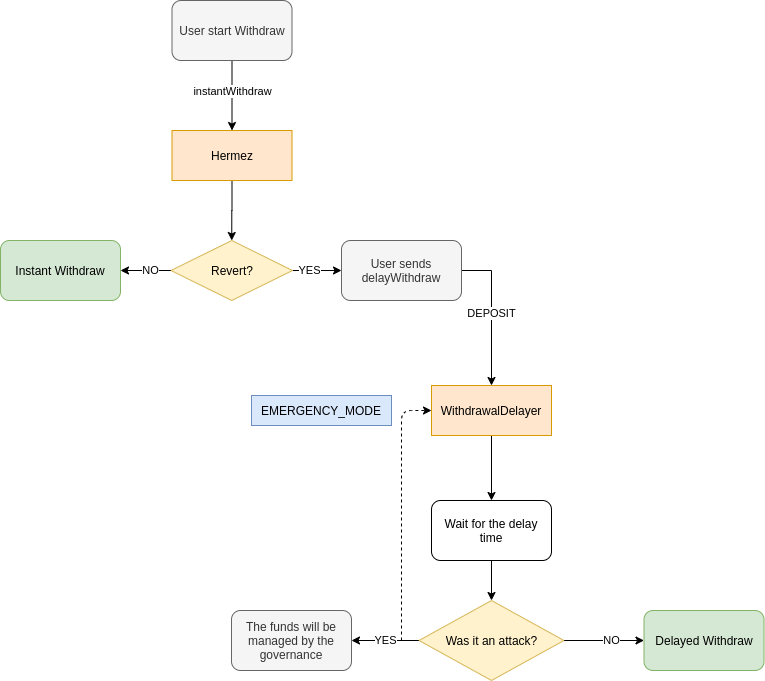 User start Withdraw
instantWithdraw
Hermez
Instant Withdraw
NO
Revert?
YES
User sends
delayWithdraw
DEPOSIT
EMERGENCY_MODE
WithdrawalDelayer
Wait for the delay
time
The funds will be
managed by the
governance
YES
Was it an attack?
NO
Delayed Withdraw